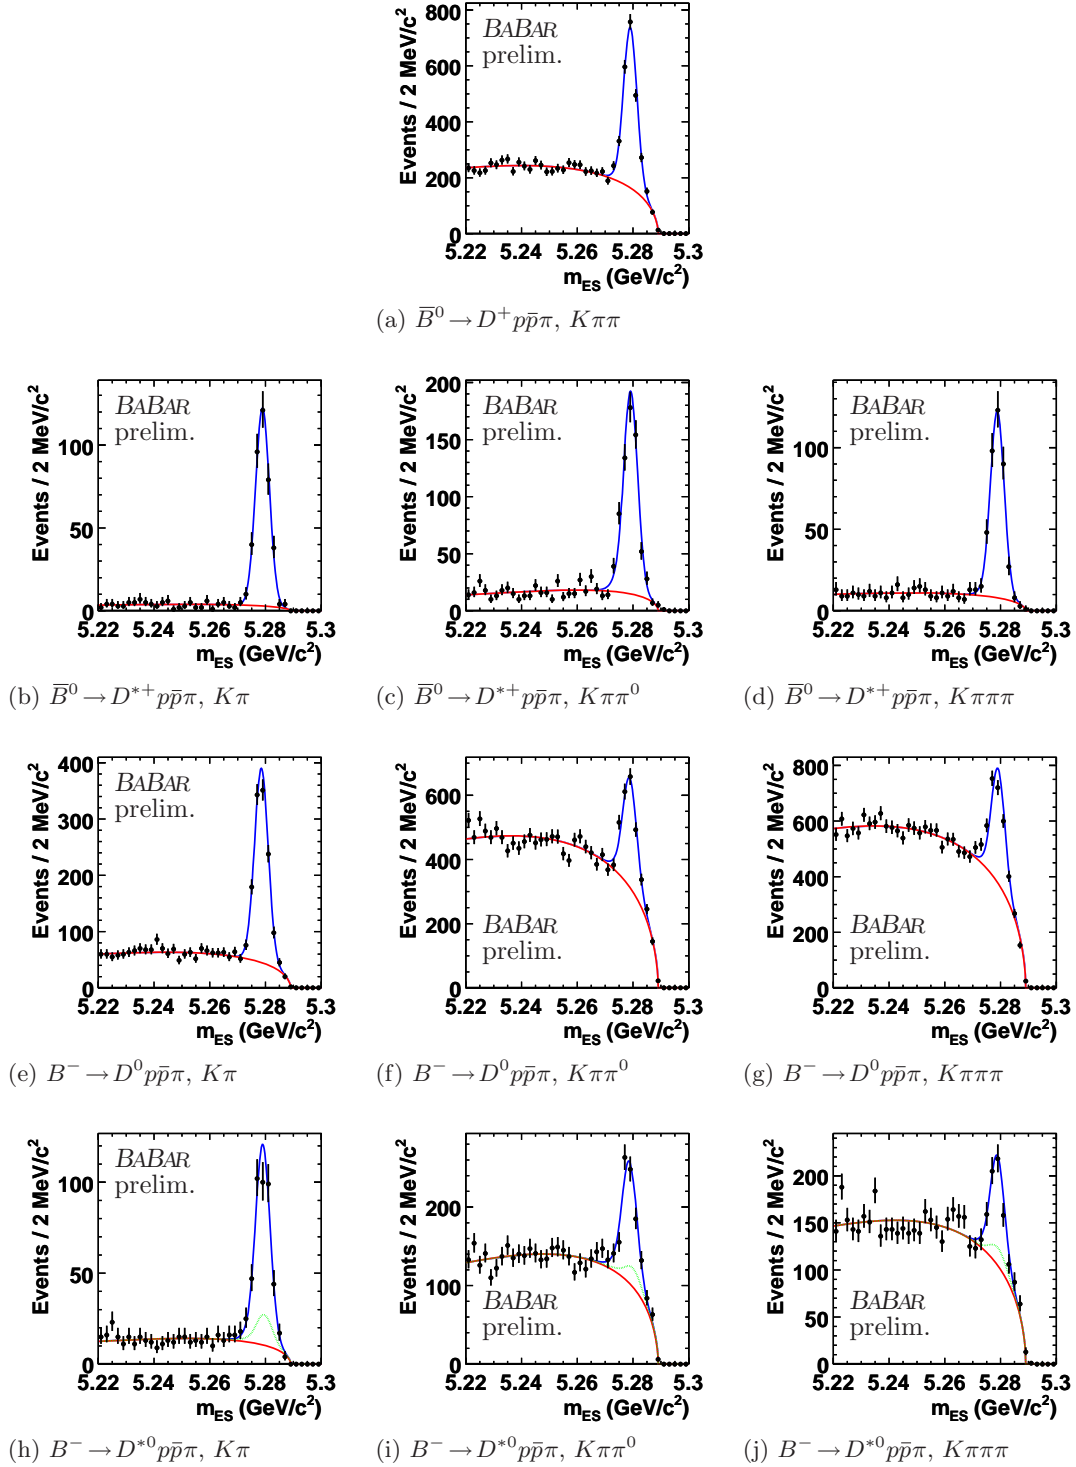 800
600
400
200
0
Events / 2 MeV/c²
BABAR
prelim.
5.22 5.24 5.26 5.28 5.3
m_ES (GeV/c²)
(a) B̅⁰ → D⁺pp̄π, Kππ
100
50
0
Events / 2 MeV/c²
BABAR
prelim.
5.22 5.24 5.26 5.28 5.3
m_ES (GeV/c²)
(b) B̅⁰ → D*⁺pp̄π, Kπ
200
150
100
50
0
Events / 2 MeV/c²
BABAR
prelim.
5.22 5.24 5.26 5.28 5.3
m_ES (GeV/c²)
(c) B̅⁰ → D*⁺pp̄π, Kππ⁰
100
50
0
Events / 2 MeV/c²
BABAR
prelim.
5.22 5.24 5.26 5.28 5.3
m_ES (GeV/c²)
(d) B̅⁰ → D*⁺pp̄π, Kπππ
400
300
200
100
0
Events / 2 MeV/c²
BABAR
prelim.
5.22 5.24 5.26 5.28 5.3
m_ES (GeV/c²)
(e) B⁻ → D⁰pp̄π, Kπ
600
400
200
0
Events / 2 MeV/c²
BABAR
prelim.
5.22 5.24 5.26 5.28 5.3
m_ES (GeV/c²)
(f) B⁻ → D⁰pp̄π, Kππ⁰
800
600
400
200
0
Events / 2 MeV/c²
BABAR
prelim.
5.22 5.24 5.26 5.28 5.3
m_ES (GeV/c²)
(g) B⁻ → D⁰pp̄π, Kπππ
100
50
0
Events / 2 MeV/c²
BABAR
prelim.
5.22 5.24 5.26 5.28 5.3
m_ES (GeV/c²)
(h) B⁻ → D*⁰pp̄π, Kπ
200
100
0
Events / 2 MeV/c²
BABAR
prelim.
5.22 5.24 5.26 5.28 5.3
m_ES (GeV/c²)
(i) B⁻ → D*⁰pp̄π, Kππ⁰
200
150
100
50
0
Events / 2 MeV/c²
BABAR
prelim.
5.22 5.24 5.26 5.28 5.3
m_ES (GeV/c²)
(j) B⁻ → D*⁰pp̄π, Kπππ